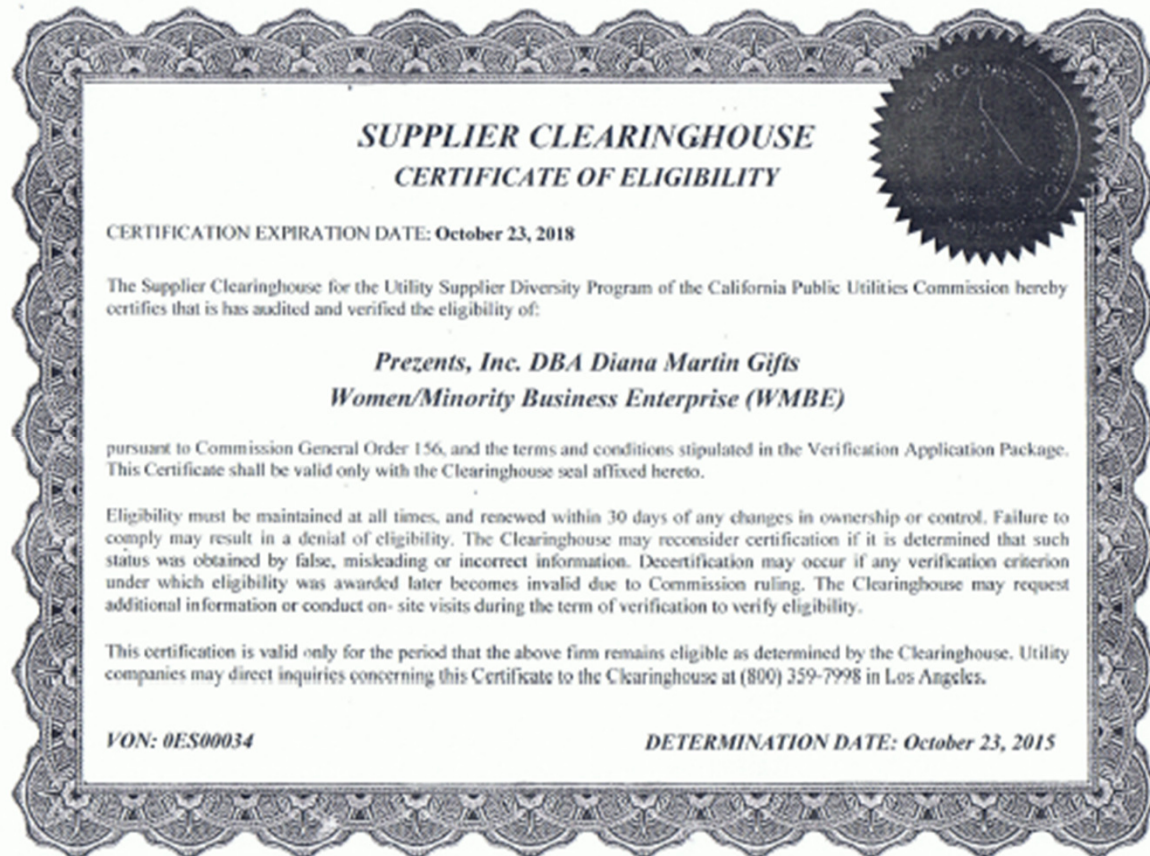 SUPPLIER CLEARINGHOUSE
CERTIFICATE OF ELIGIBILITY
CERTIFICATION EXPIRATION DATE: October 23, 2018
The Supplier Clearinghouse for the Utility Supplier Diversity Program of the California Public Utilities Commission hereby
certifies that is has audited and verified the eligibility of:
Prezents, Inc. DBA Diana Martin Gifts
Women/Minority Business Enterprise (WMBE)
pursuant to Commission General Order 156, and the terms and conditions stipulated in the Verification Application Package.
This Certificate shall be valid only with the Clearinghouse seal affixed hereto.
Eligibility must be maintained at all times, and renewed within 30 days of any changes in ownership or control. Failure to
comply may result in a denial of eligibility. The Clearinghouse may reconsider certification if it is determined that such
status was obtained by false, misleading or incorrect information. Decertification may occur if any verification criterion
under which eligibility was awarded later becomes invalid due to Commission ruling. The Clearinghouse may request
additional information or conduct on- site visits during the term of verification to verify eligibility.
This certification is valid only for the period that the above firm remains eligible as determined by the Clearinghouse. Utility
companies may direct inquiries concerning this Certificate to the Clearinghouse at (800) 359-7998 in Los Angeles.
VON: 0ES00034
DETERMINATION DATE: October 23, 2015